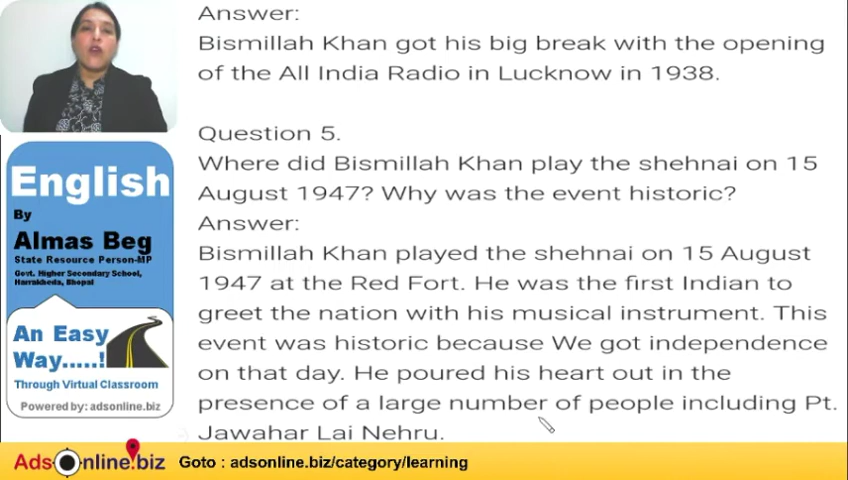 Answer:
Bismillah Khan got his big break with the opening
of the All India Radio in Lucknow in 1938.
Question 5.
Where did Bismillah Khan play the shehnai on 15
August 1947? Why was the event historic?
Answer:
Bismillah Khan played the shehnai on 15 August
1947 at the Red Fort. He was the first Indian to
greet the nation with his musical instrument. This
event was historic because We got independence
on that day. He poured his heart out in the
presence of a large number of people including Pt.
Jawahar Lai Nehru.
English
By
Almas Beg
State Resource Person-MP
Govt. Higher Secondary School,
Harrakheda, Bhopal
An Easy
Way.....!
Through Virtual Classroom
Powered by: adsonline.biz
AdsOnline.biz
Goto : adsonline.biz/category/learning